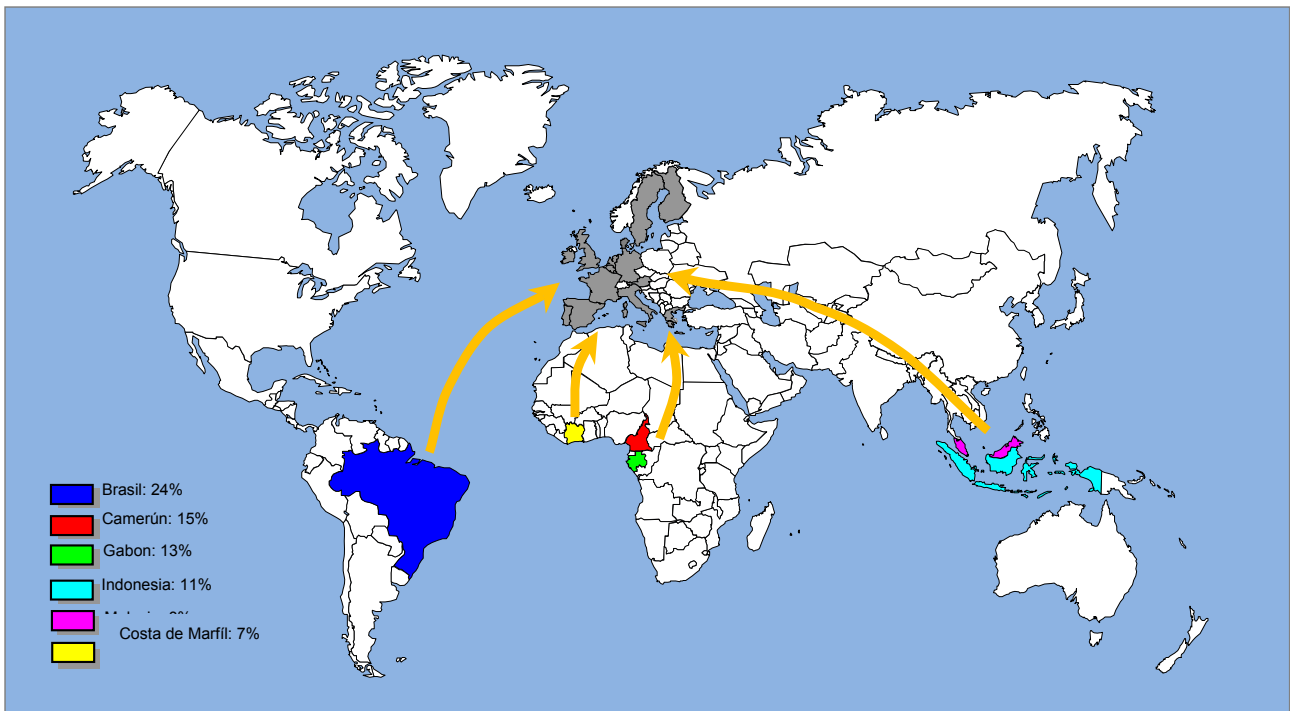 Brasil: 24%
Camerún: 15%
Gabon: 13%
Indonesia: 11%
Costa de Marfíl: 7%